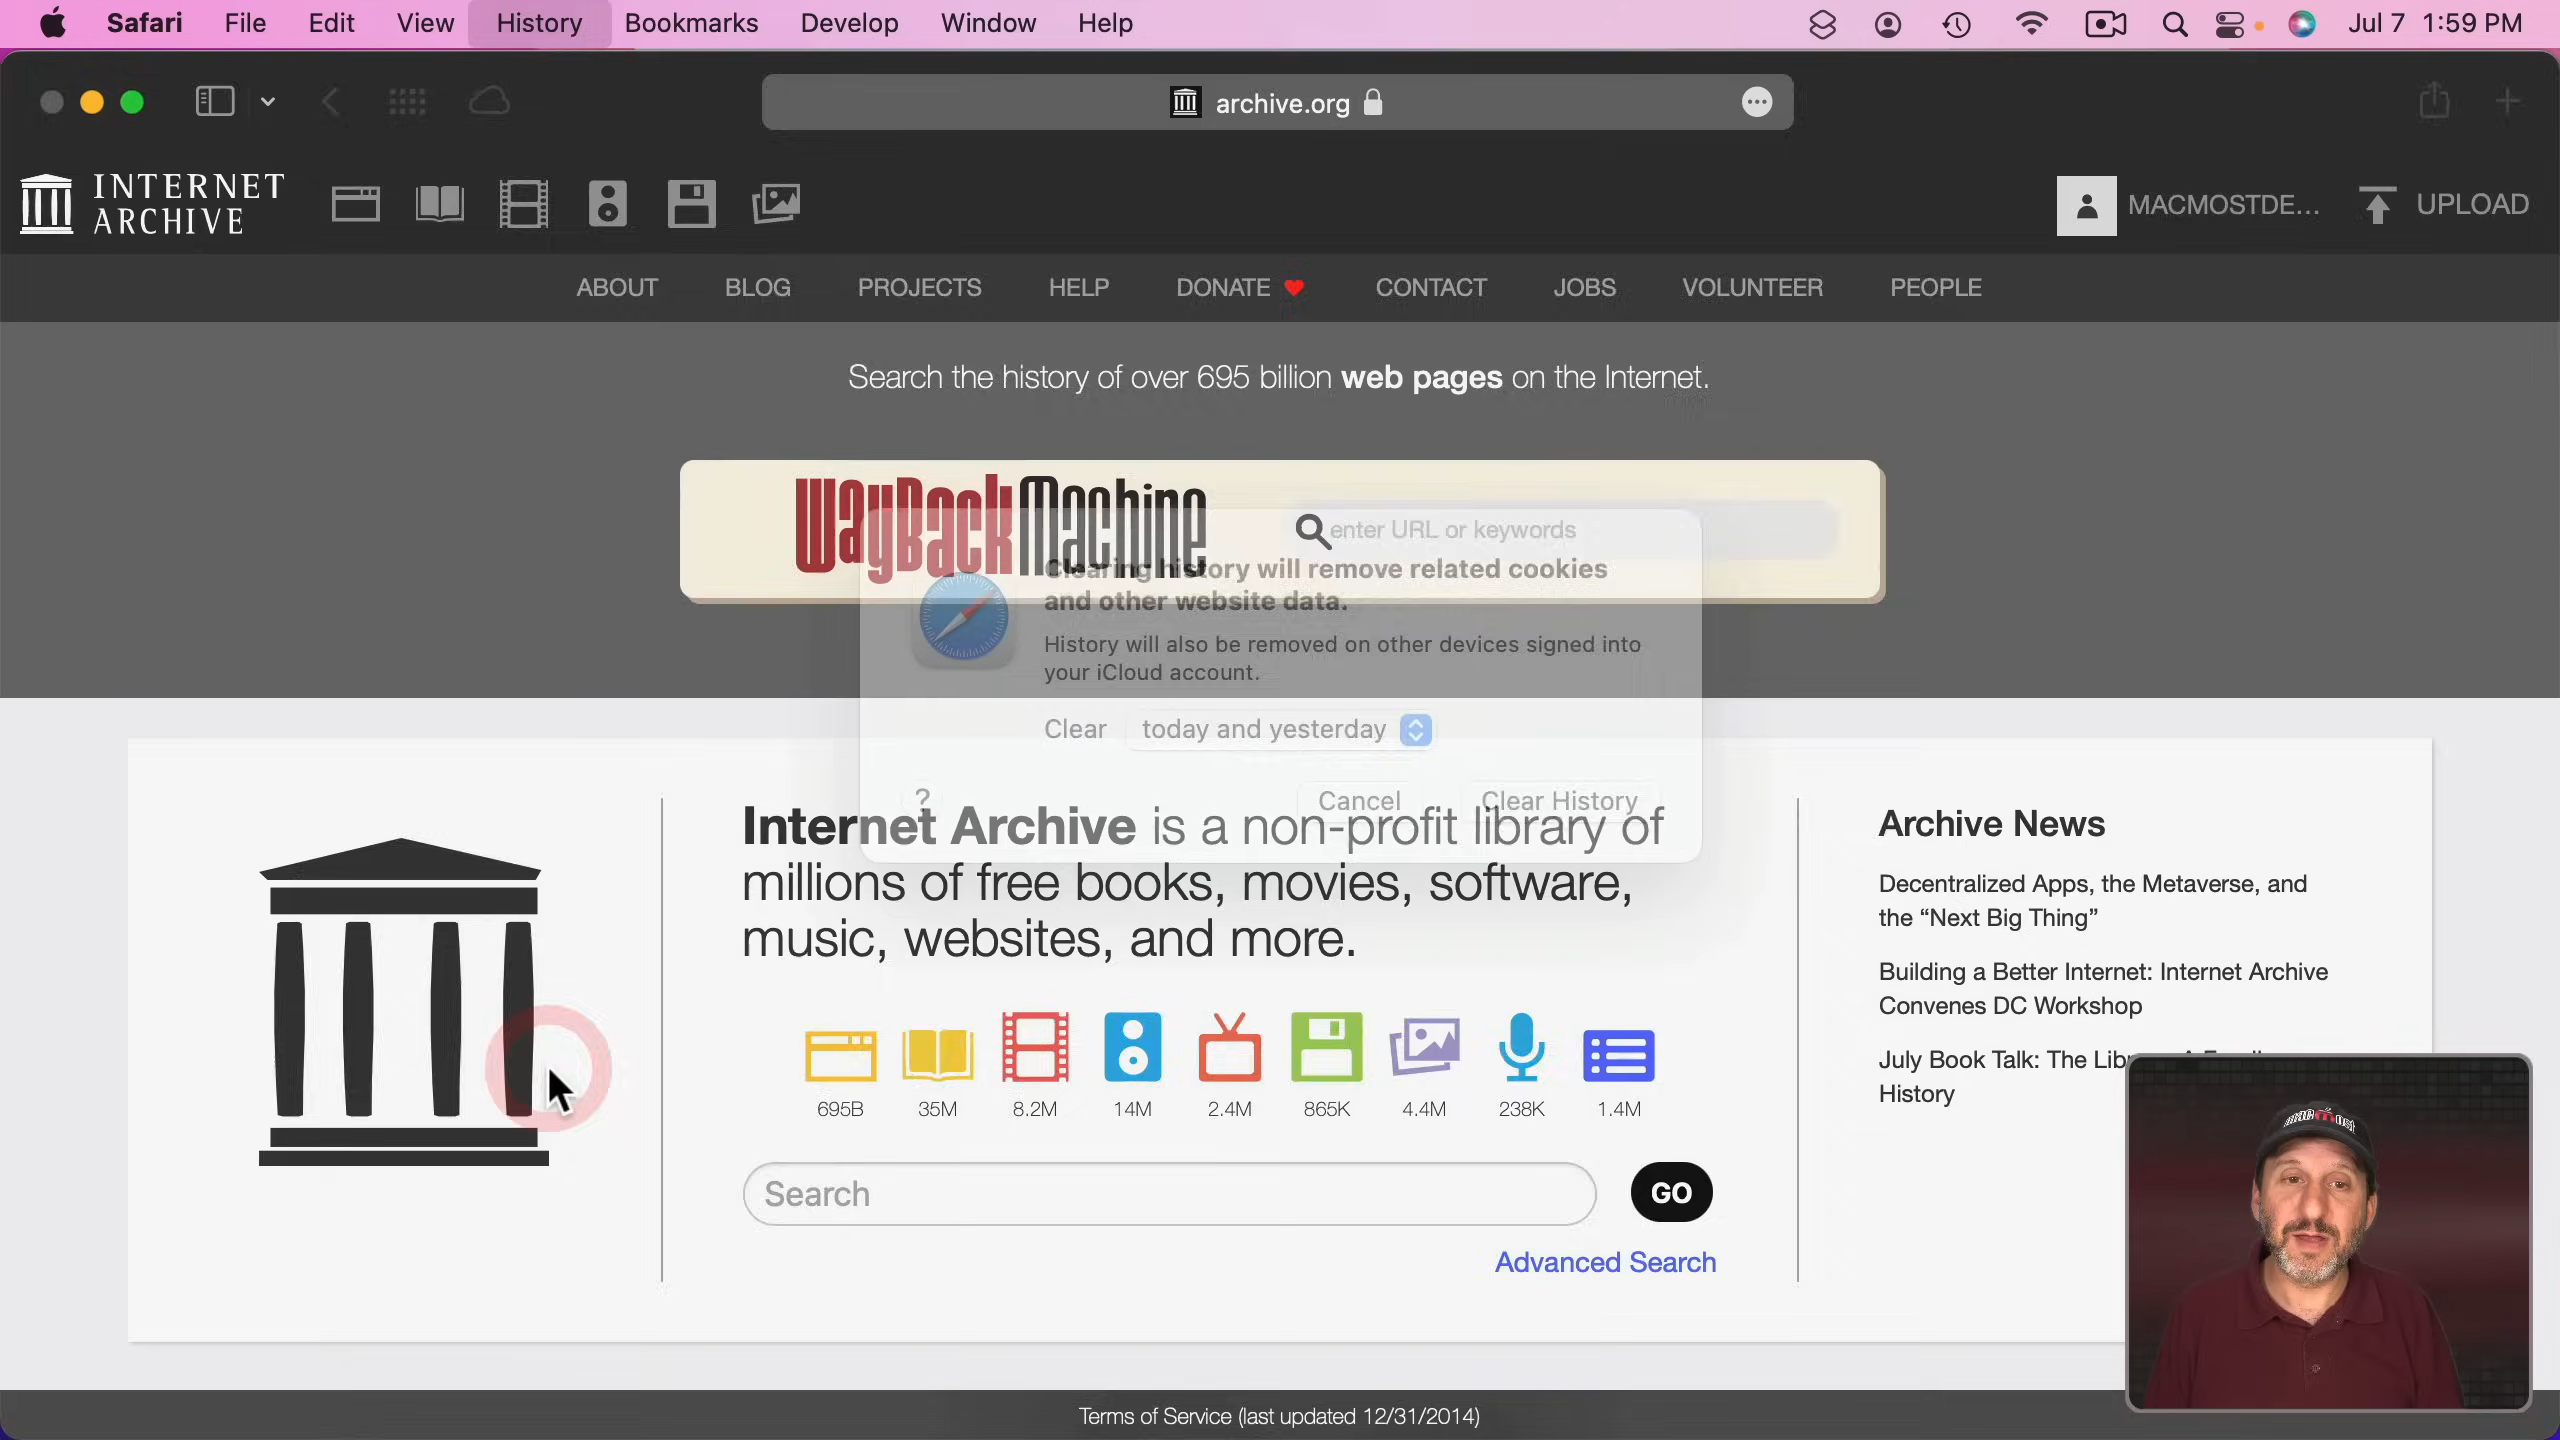 Safari File Edit View History Bookmarks Develop Window Help Jul 7 1:59 PM
archive.org
INTERNET
ARCHIVE
MACMOSTDE... UPLOAD
ABOUT BLOG PROJECTS HELP DONATE CONTACT JOBS VOLUNTEER PEOPLE
Search the history of over 695 billion web pages on the Internet.
WayBackMachine
enter URL or keywords
Clearing history will remove related cookies
and other website data.
History will also be removed on other devices signed into
your iCloud account.
Clear today and yesterday
? Cancel Clear History
Internet Archive is a non-profit library of
millions of free books, movies, software,
music, websites, and more.
695B 35M 8.2M 14M 2.4M 865K 4.4M 238K 1.4M
Search GO
Advanced Search
Archive News
Decentralized Apps, the Metaverse, and
the “Next Big Thing”
Building a Better Internet: Internet Archive
Convenes DC Workshop
July Book Talk: The
History
macmost
Terms of Service (last updated 12/31/2014)